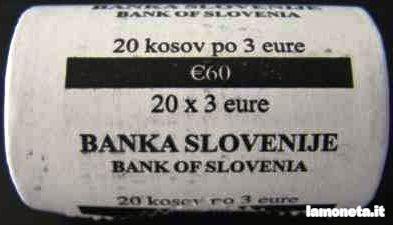 BANK OF SLOVENIA
20 kosov po 3 eure
€60
20 x 3 eure
BANKA SLOVENIJE
BANK OF SLOVENIA
20 kosov po 3 eure
lamoneta.it